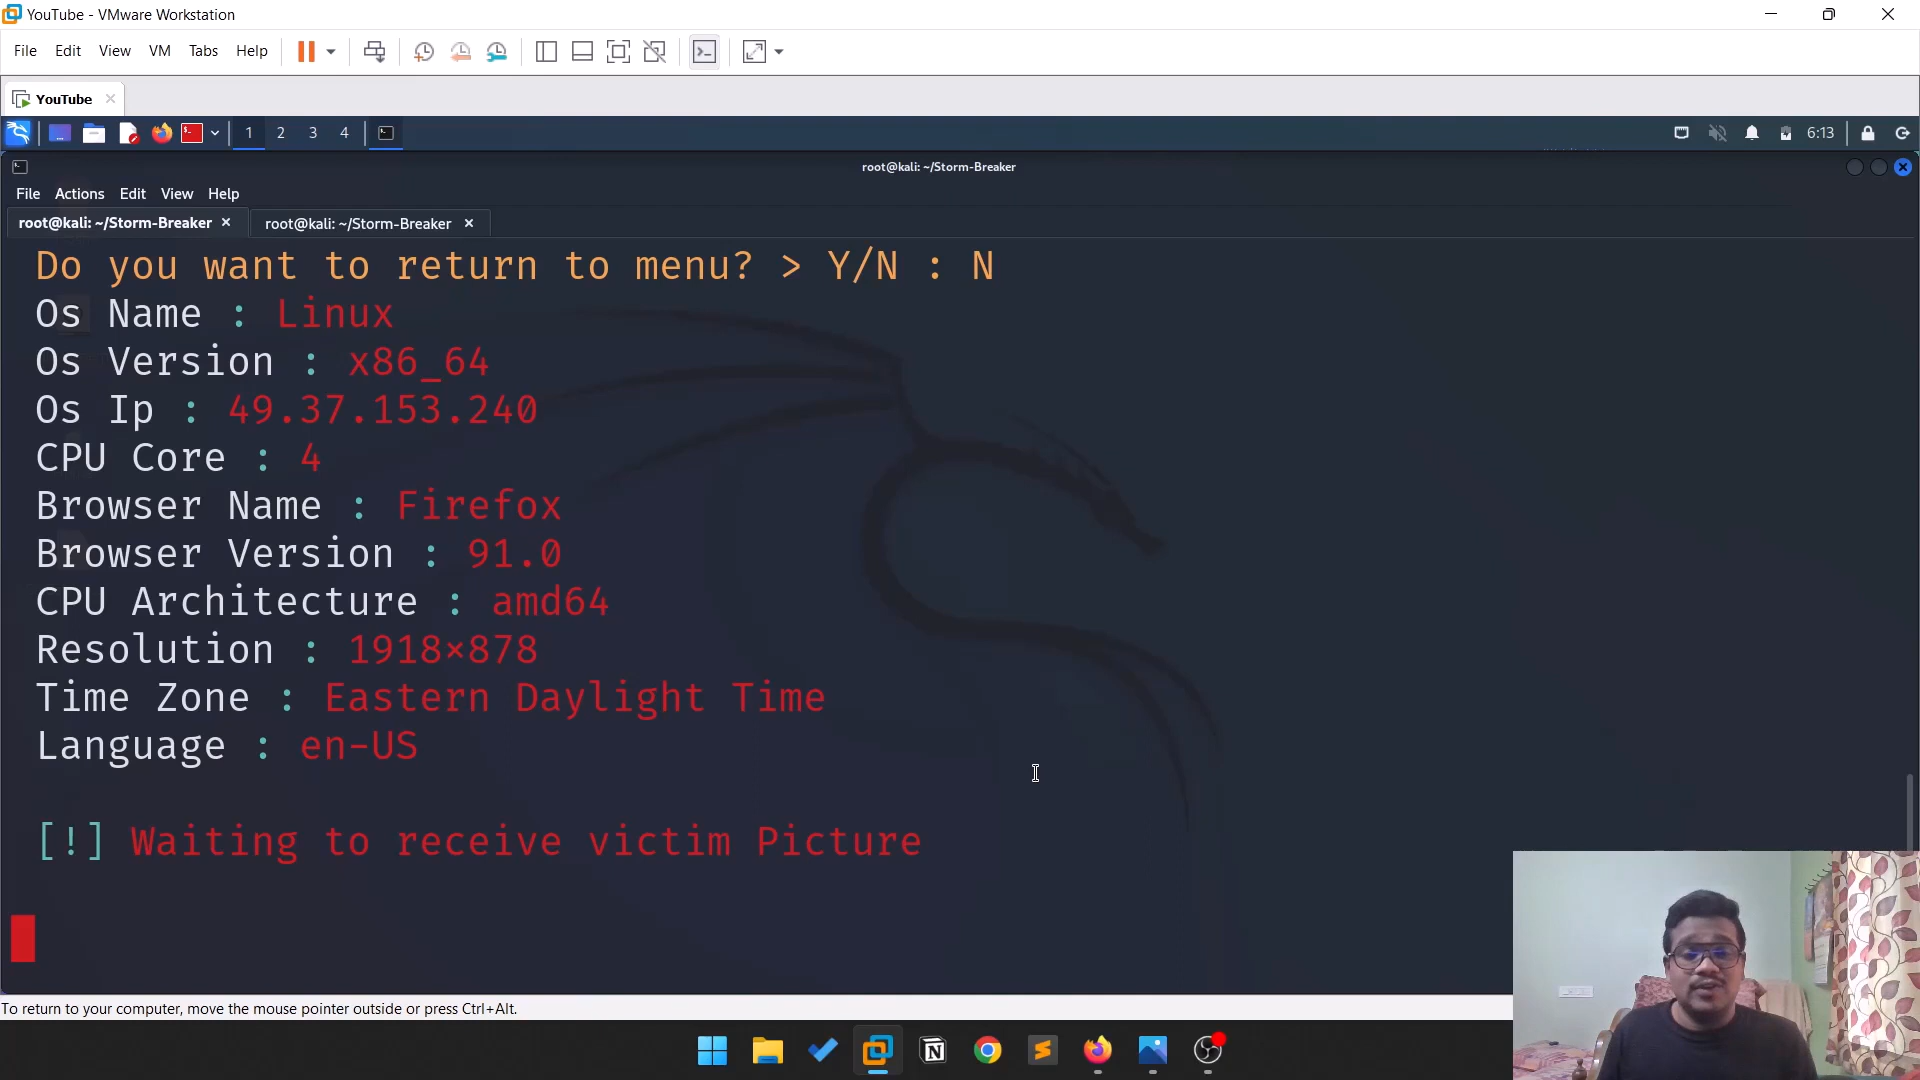 YouTube - VMware Workstation
File Edit View VM Tabs Help
YouTube
1 2 3 4 6:13
root@kali: ~/Storm-Breaker
File Actions Edit View Help
root@kali: ~/Storm-Breaker root@kali: ~/Storm-Breaker
Do you want to return to menu? > Y/N : N
Os Name : Linux
Os Version : x86_64
Os Ip : 49.37.153.240
CPU Core : 4
Browser Name : Firefox
Browser Version : 91.0
CPU Architecture : amd64
Resolution : 1918×878
Time Zone : Eastern Daylight Time
Language : en-US
[!] Waiting to receive victim Picture
To return to your computer, move the mouse pointer outside or press Ctrl+Alt.